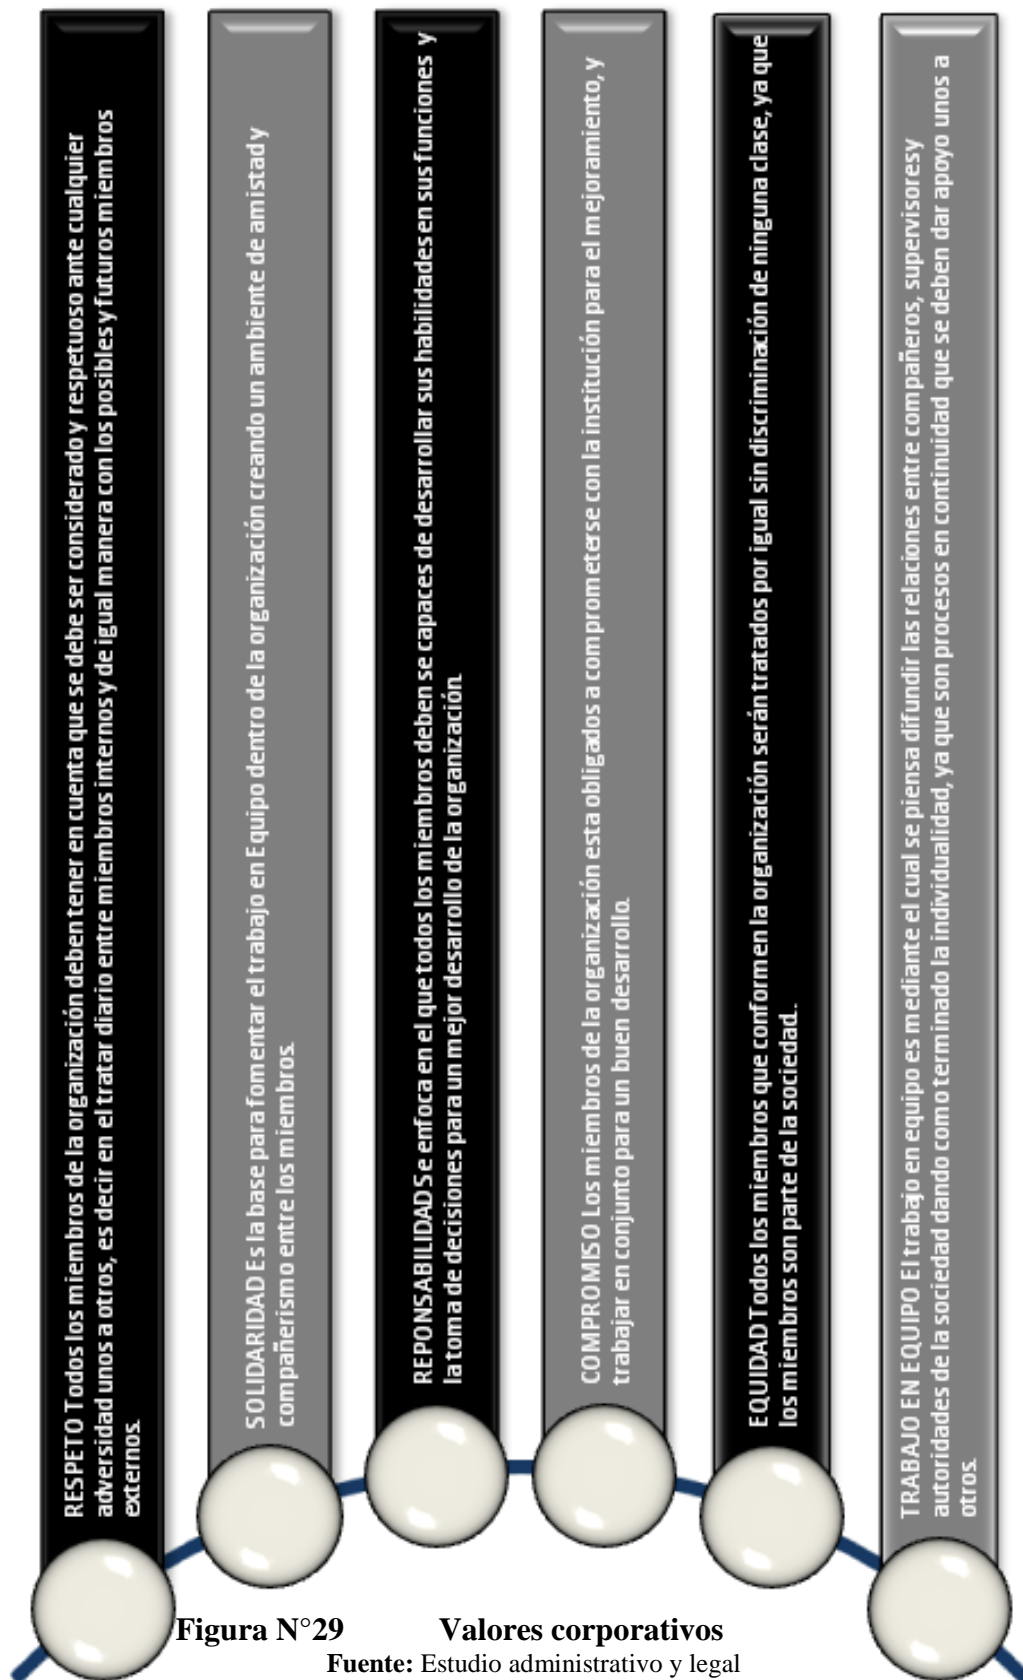 RESPETO Todos los miembros de la organización deben tener en cuenta que se debe ser considerado y respetuoso ante cualquier
adversidad unos a otros, es decir en el tratar diario entre miembros internos y de igual manera con los posibles y futuros miembros
externos.
SOLIDARIDAD Es la base para fomentar el trabajo en Equipo dentro de la organización creando un ambiente de amistad y
compañerismo entre los miembros.
REPONSABILIDAD Se enfoca en el que todos los miembros deben se capaces de desarrollar sus habilidades en sus funciones y
la toma de decisiones para un mejor desarrollo de la organización.
COMPROMISO Los miembros de la organización esta obligados a comprometerse con la institución para el mejoramiento, y
trabajar en conjunto para un buen desarrollo.
EQUIDAD Todos los miembros que conformen la organización serán tratados por igual sin discriminación de ninguna clase, ya que
los miembros son parte de la sociedad.
TRABAJO EN EQUIPO El trabajo en equipo es mediante el cual se piensa difundir las relaciones entre compañeros, supervisores y
autoridades de la sociedad dando como terminado la individualidad, ya que son procesos en continuidad que se deben dar apoyo unos a
otros.
Figura N°29 Valores corporativos
Fuente: Estudio administrativo y legal